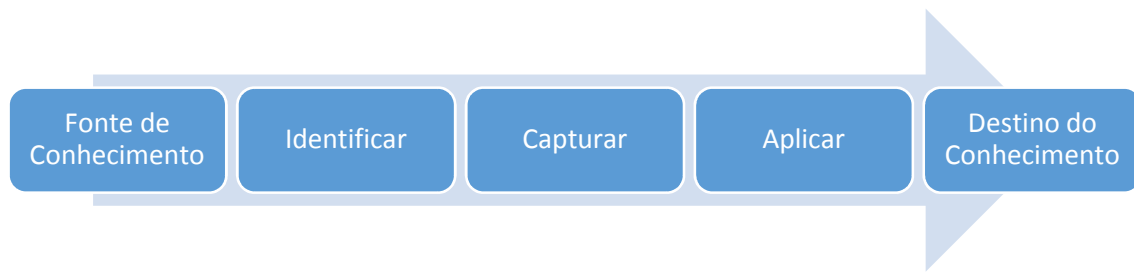 Fonte de
Conhecimento
Identificar
Capturar
Aplicar
Destino do
Conhecimento